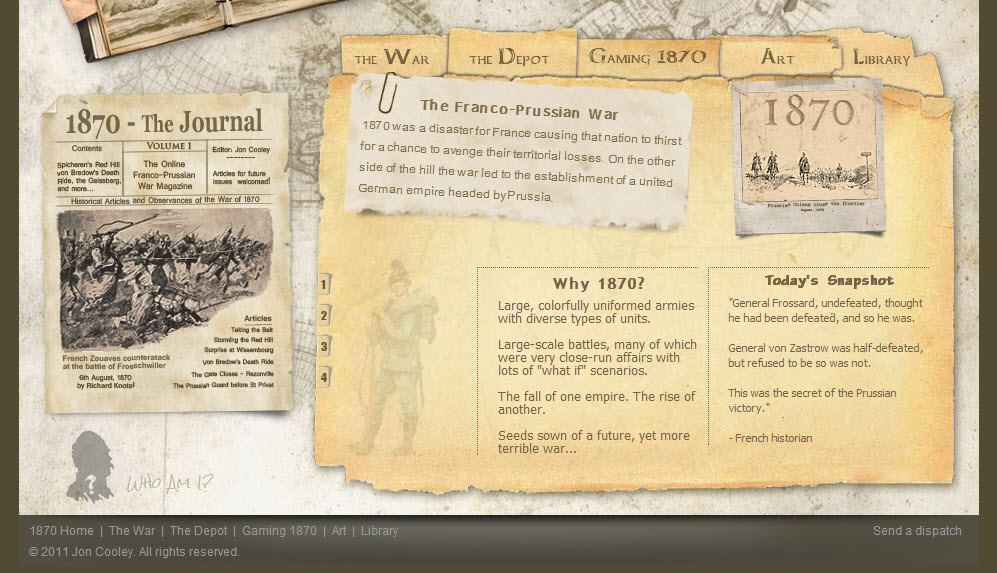 THE WAR
THE DEPOT
GAMING 1870
ART
LIBRARY
1870 - The Journal
Contents
Spicheren's Red Hill
von Bredow's Death
Ride, the Geissberg,
and more...
VOLUME 1
The Online
Franco-Prussian
War Magazine
Editor: Jon Cooley
--------
Articles for future
issues welcomed!
Historical Articles and Observances of the War of 1870
Articles
Taking the Bait
Storming the Red Hill
Surprise at Wissembourg
von Bredow's Death Ride
The Gate Closes - Rezonville
The Prussian Guard before St Privat
French Zouaves counterattack
at the battle of Froeschwiller
6th August, 1870
by Richard Knotel
WHO AM I?
?
The Franco-Prussian War
1870 was a disaster for France causing that nation to thirst
for a chance to avenge their territorial losses. On the other
side of the hill the war led to the establishment of a united
German empire headed by Prussia.
1870
Prussian Uhlans cross the frontier
August, 1870
1
2
3
4
Why 1870?
Large, colorfully uniformed armies
with diverse types of units.
Large-scale battles, many of which
were very close-run affairs with
lots of "what if" scenarios.
The fall of one empire. The rise of
another.
Seeds sown of a future, yet more
terrible war...
Today's Snapshot
"General Frossard, undefeated, thought
he had been defeated, and so he was.
General von Zastrow was half-defeated,
but refused to be so was not.
This was the secret of the Prussian
victory."
- French historian
1870 Home | The War | The Depot | Gaming 1870 | Art | Library
Send a dispatch
© 2011 Jon Cooley. All rights reserved.